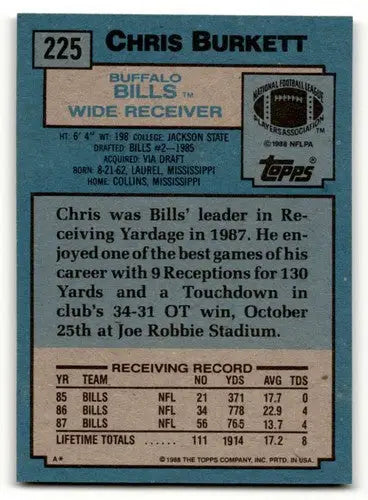 225 CHRIS BURKETT
BUFFALO
BILLS TM
WIDE RECEIVER
NATIONAL FOOTBALL LEAGUE
PLAYERS ASSOCIATION
© 1988 NFLPA
Topps ®
HT: 6' 4" WT: 198 COLLEGE: JACKSON STATE
DRAFTED: BILLS #2—1985
ACQUIRED: VIA DRAFT
BORN: 8-21-62, LAUREL, MISSISSIPPI
HOME: COLLINS, MISSISSIPPI
Chris was Bills' leader in Re-
ceiving Yardage in 1987. He en-
joyed one of the best games of his
career with 9 Receptions for 130
Yards and a Touchdown in
club's 34-31 OT win, October
25th at Joe Robbie Stadium.
RECEIVING RECORD
YR TEAM NO YDS AVG TDS
85 BILLS NFL 21 371 17.7 0
86 BILLS NFL 34 778 22.9 4
87 BILLS NFL 56 765 13.7 4
LIFETIME TOTALS ...... 111 1914 17.2 8
A* © 1988 THE TOPPS COMPANY, INC. PRTD. IN U.S.A.